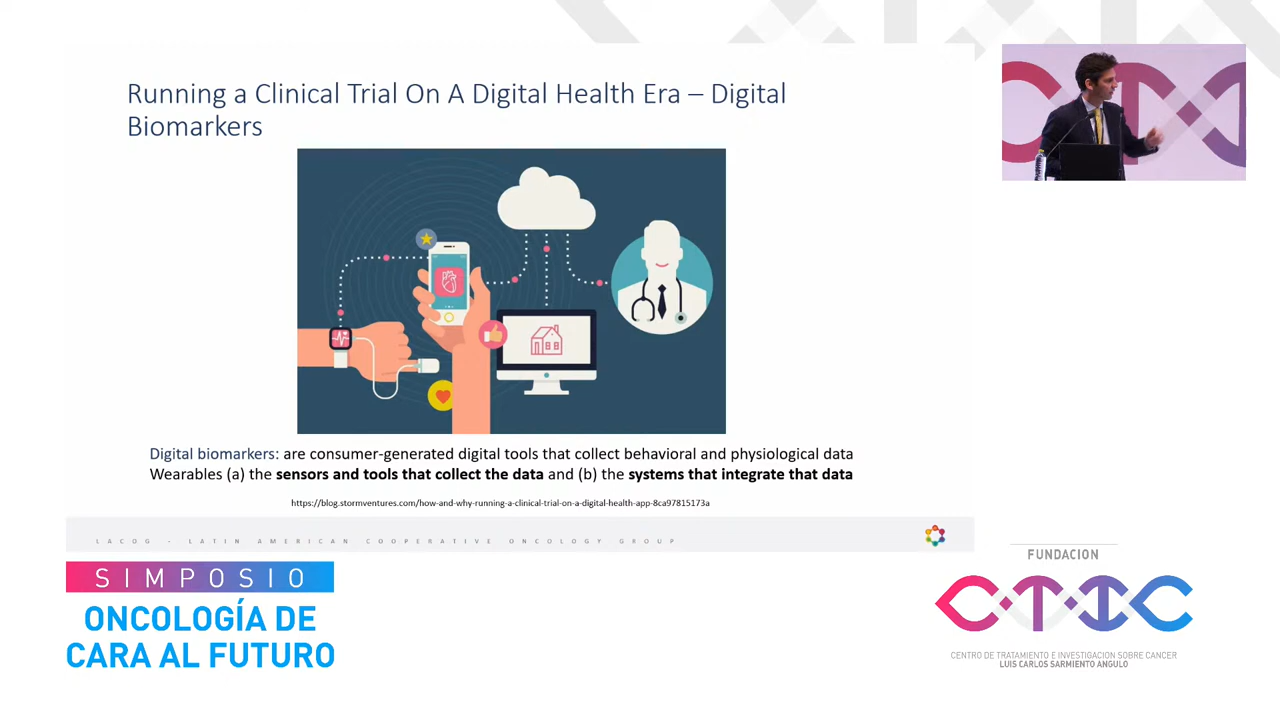 Running a Clinical Trial On A Digital Health Era – Digital
Biomarkers
Digital biomarkers: are consumer-generated digital tools that collect behavioral and physiological data
Wearables (a) the sensors and tools that collect the data and (b) the systems that integrate that data
https://blog.stormventures.com/how-and-why-running-a-clinical-trial-on-a-digital-health-app-8ca97815173a
LACOG - LATIN AMERICAN COOPERATIVE ONCOLOGY GROUP
SIMPOSIO
ONCOLOGÍA DE
CARA AL FUTURO
FUNDACION
CTIC
CENTRO DE TRATAMIENTO E INVESTIGACION SOBRE CANCER
LUIS CARLOS SARMIENTO ANGULO